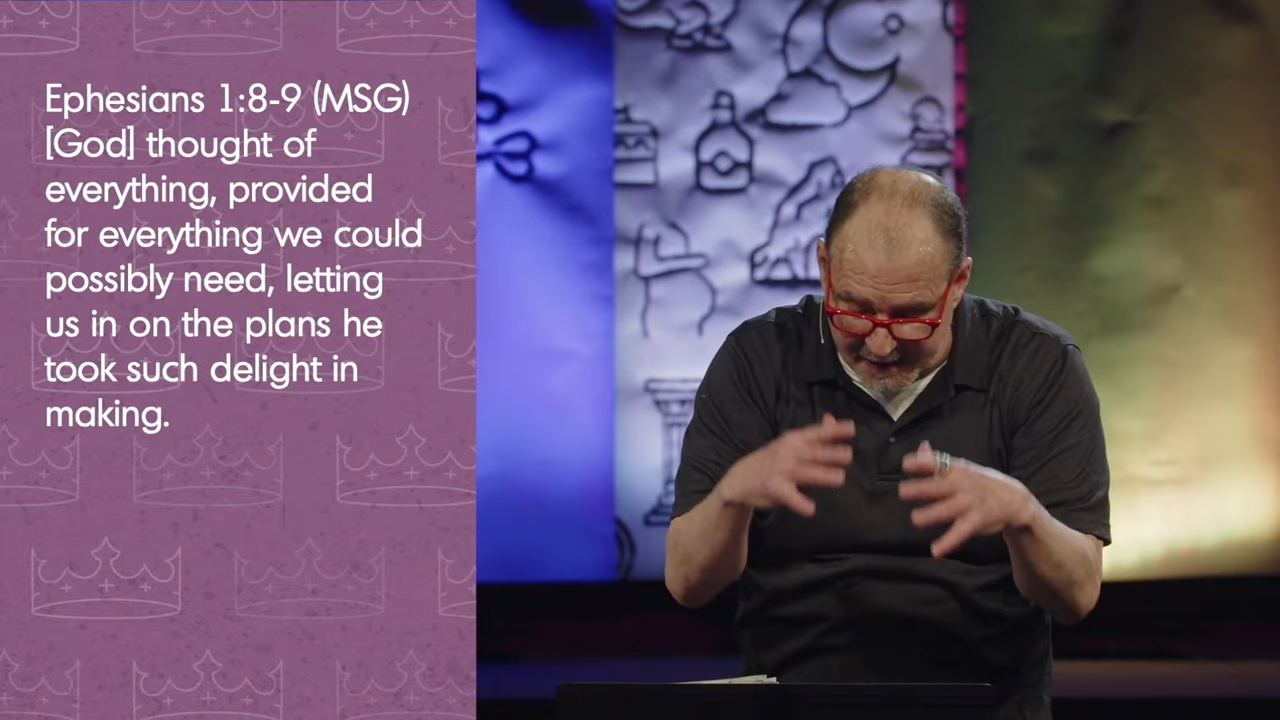 Ephesians 1:8-9 (MSG)
[God] thought of
everything, provided
for everything we could
possibly need, letting
us in on the plans he
took such delight in
making.